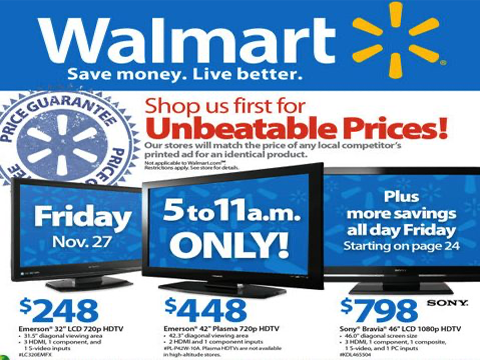 Walmart
Save money. Live better.
PRICE GUARANTEE
Shop us first for
Unbeatable Prices!
Our stores will match the price of any local competitor's
printed ad for an identical product.
Not applicable to Walmart.com
Restrictions apply. See store for details.
Friday
Nov. 27
5 to 11 a.m.
ONLY!
Plus
more savings
all day Friday
Starting on page 24
$248
Emerson® 32" LCD 720p HDTV
• 31.5" diagonal viewing area
• 3 HDMI, 1 component, and
1 S-video inputs
#LC320EMFX
$448
Emerson® 42" Plasma 720p HDTV
• 42.3" diagonal viewing area
• 2 HDMI and 1 component inputs
#PL-P42W-10A. Plasma HDTVs are not available
in high-altitude stores.
$798
SONY.
Sony® Bravia® 46" LCD 1080p HDTV
• 46.0" diagonal screen size
• 3 HDMI, 1 component, 1 composite,
1 S-video, and 1 PC inputs